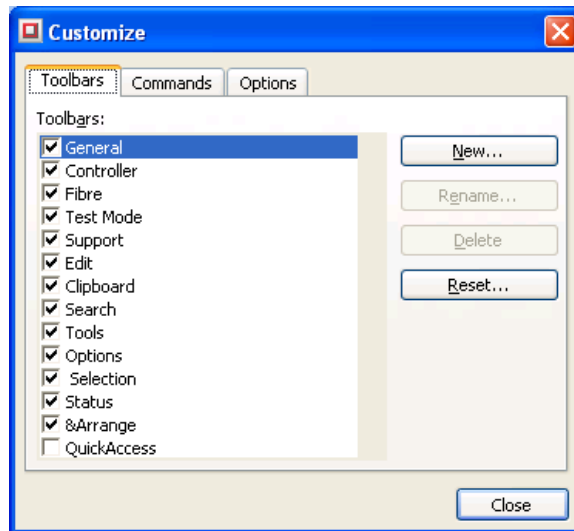 Customize
Toolbars Commands Options
Toolbars:
General
Controller
Fibre
Test Mode
Support
Edit
Clipboard
Search
Tools
Options
Selection
Status
&Arrange
QuickAccess
New...
Rename...
Delete
Reset...
Close